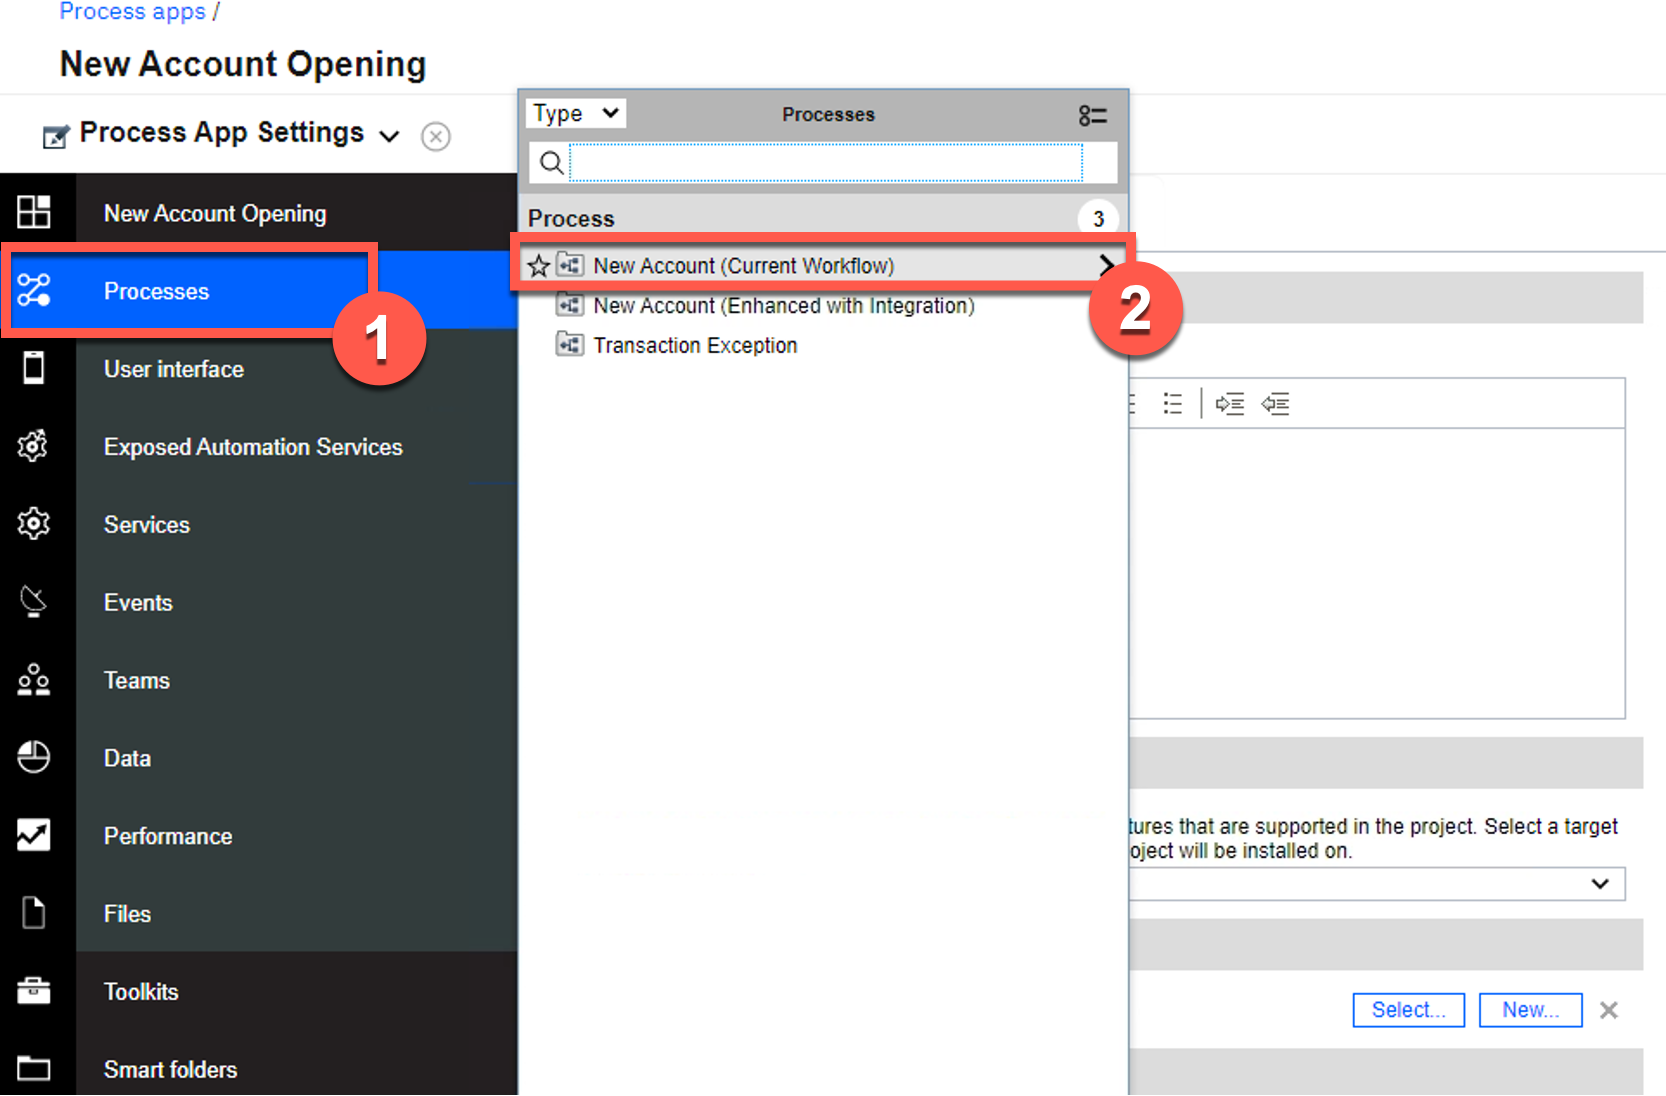 Process apps /
New Account Opening
Process App Settings
Type
Processes
Process
3
New Account (Current Workflow)
New Account (Enhanced with Integration)
Transaction Exception
New Account Opening
Processes
1
2
User interface
Exposed Automation Services
Services
Events
Teams
Data
Performance
Files
Toolkits
Smart folders
that are supported in the project. Select a target
will be installed on.
Select...
New...